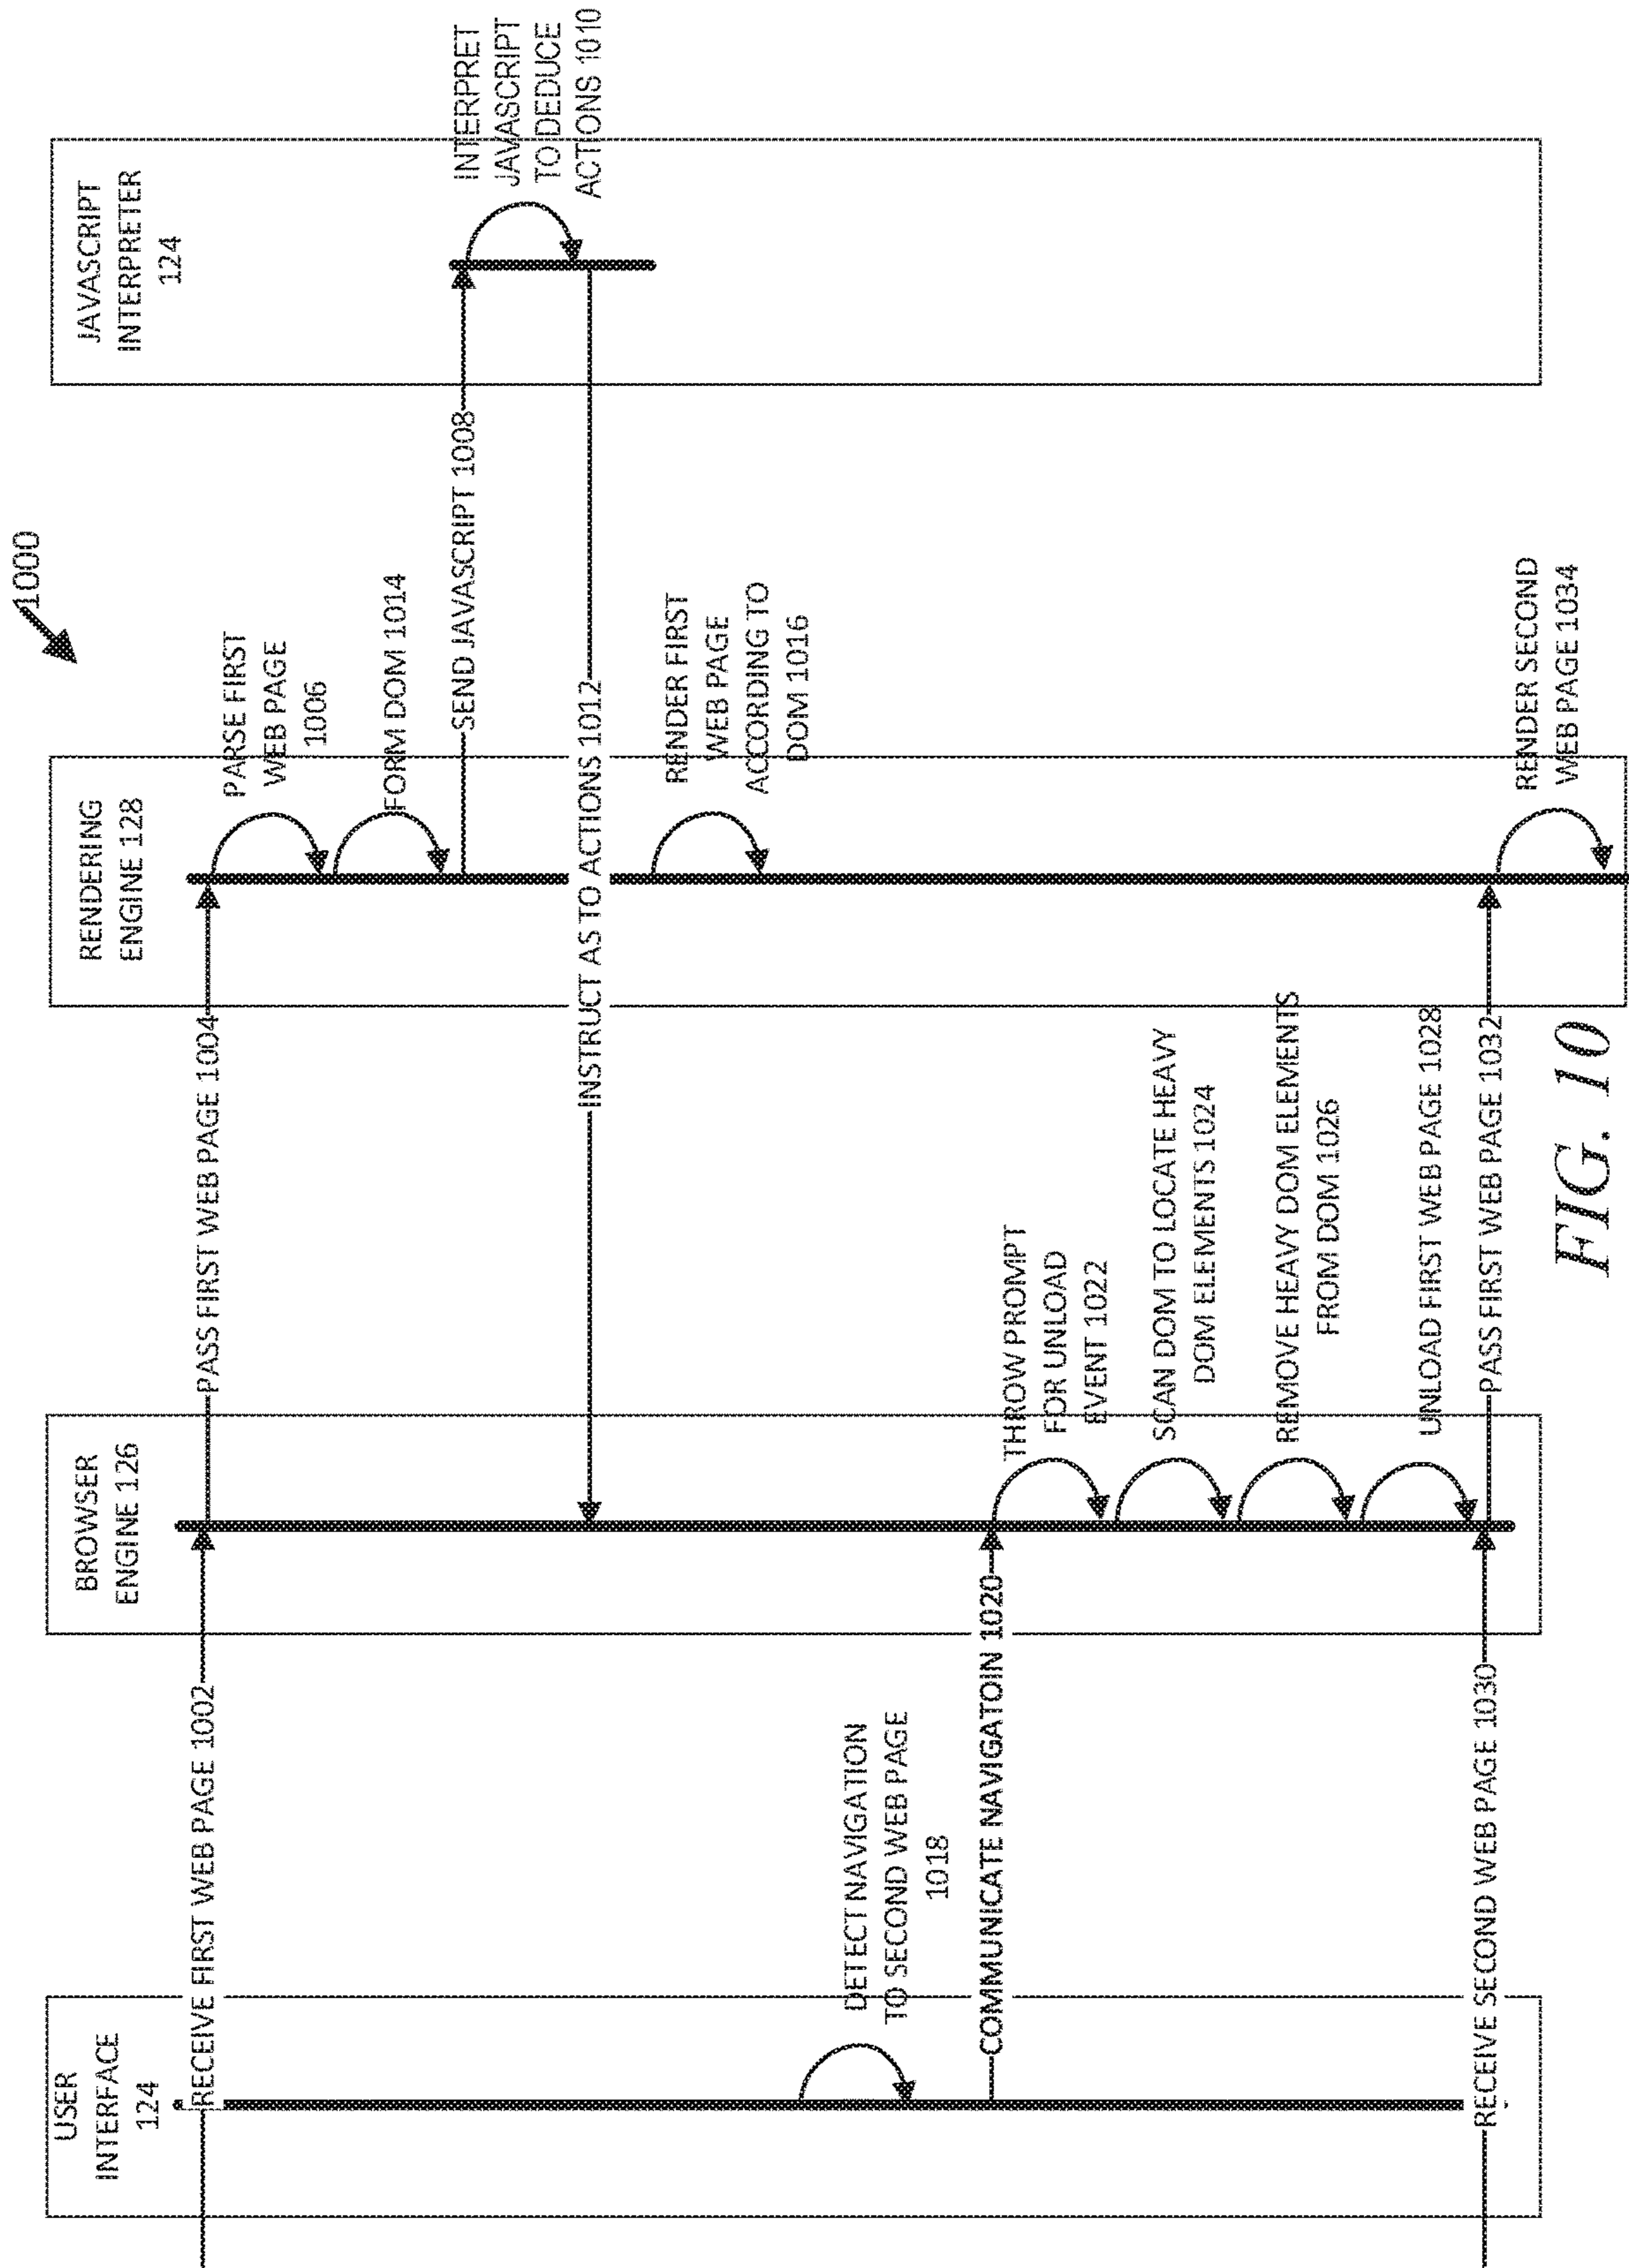 1000
USER
INTERFACE
124
BROWSER
ENGINE 126
RENDERING
ENGINE 128
JAVASCRIPT
INTERPRETER
124
RECEIVE FIRST WEB PAGE 1002
PASS FIRST WEB PAGE 1004
PARSE FIRST
WEB PAGE
1006
FORM DOM 1014
SEND JAVASCRIPT 1008
INTERPRET
JAVASCRIPT
TO DEDUCE
ACTIONS 1010
INSTRUCT AS TO ACTIONS 1012
RENDER FIRST
WEB PAGE
ACCORDING TO
DOM 1016
DETECT NAVIGATION
TO SECOND WEB PAGE
1018
COMMUNICATE NAVIGATOIN 1020
THROW PROMPT
FOR UNLOAD
EVENT 1022
SCAN DOM TO LOCATE HEAVY
DOM ELEMENTS 1024
REMOVE HEAVY DOM ELEMENTS
FROM DOM 1026
UNLOAD FIRST WEB PAGE 1028
RECEIVE SECOND WEB PAGE 1030
PASS FIRST WEB PAGE 1032
RENDER SECOND
WEB PAGE 1034
FIG. 10